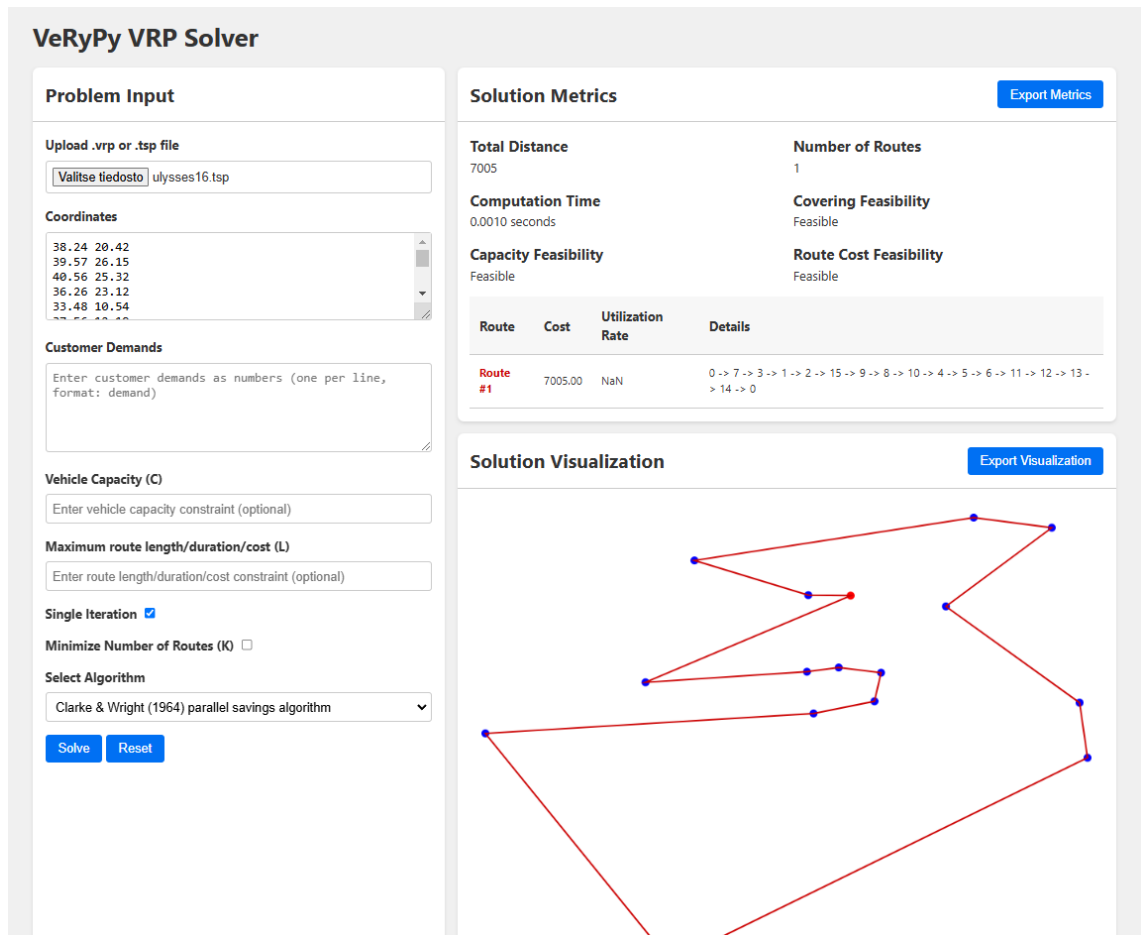 VeRyPy VRP Solver
Problem Input
Upload .vrp or .tsp file
Valitse tiedosto ulysses16.tsp
Coordinates
38.24 20.42
39.57 26.15
40.56 25.32
36.26 23.12
33.48 10.54
Customer Demands
Enter customer demands as numbers (one per line,
format: demand)
Vehicle Capacity (C)
Enter vehicle capacity constraint (optional)
Maximum route length/duration/cost (L)
Enter route length/duration/cost constraint (optional)
Single Iteration
Minimize Number of Routes (K)
Select Algorithm
Clarke & Wright (1964) parallel savings algorithm
Solve Reset
Solution Metrics
Export Metrics
Total Distance
7005
Number of Routes
1
Computation Time
0.0010 seconds
Covering Feasibility
Feasible
Capacity Feasibility
Feasible
Route Cost Feasibility
Feasible
Route Cost Utilization Rate Details
Route #1 7005.00 NaN 0 -> 7 -> 3 -> 1 -> 2 -> 15 -> 9 -> 8 -> 10 -> 4 -> 5 -> 6 -> 11 -> 12 -> 13 -
> 14 -> 0
Solution Visualization
Export Visualization